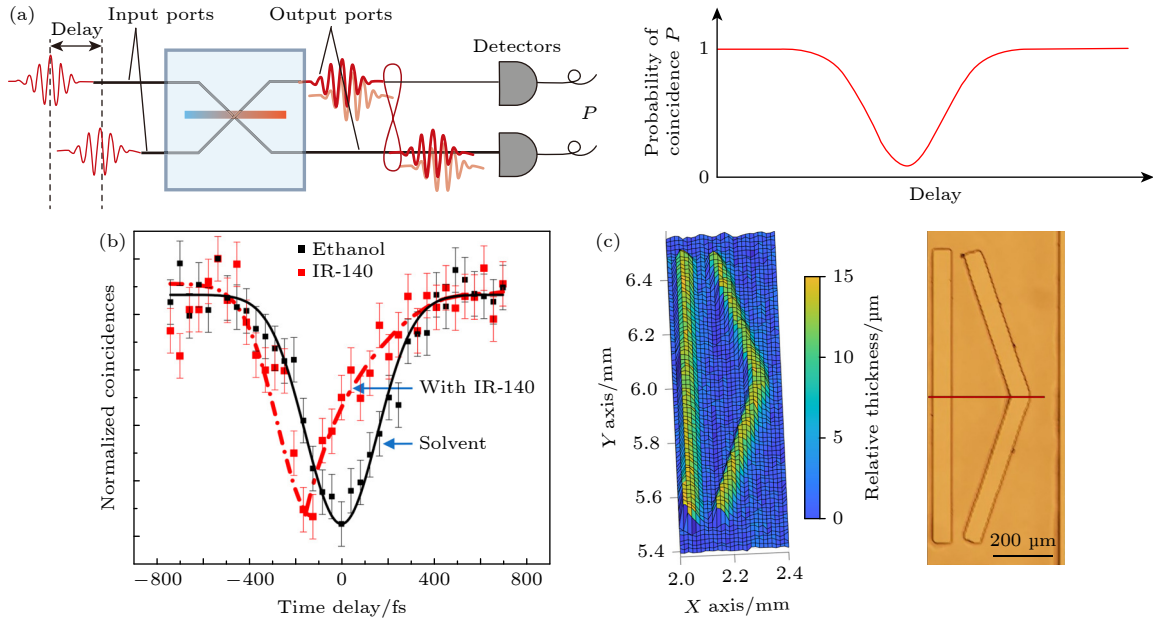 (a)
Delay
Input ports
Output ports
Detectors
P
Probability of
coincidence P
1
0
Delay
(b)
Ethanol
IR-140
With IR-140
Solvent
Normalized coincidences
−800
−400
0
400
800
Time delay/fs
(c)
6.4
6.2
6.0
5.8
5.6
5.4
Y axis/mm
2.0
2.2
2.4
X axis/mm
15
10
5
0
Relative thickness/µm
200 µm